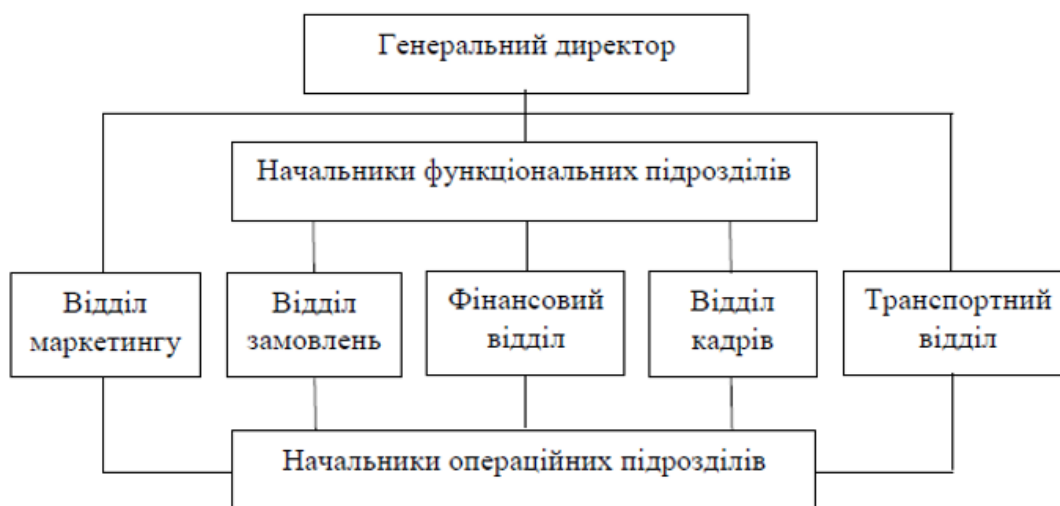 Генеральний директор
Начальники функціональних підрозділів
Відділ
маркетингу
Відділ
замовлень
Фінансовий
відділ
Відділ
кадрів
Транспортний
відділ
Начальники операційних підрозділів